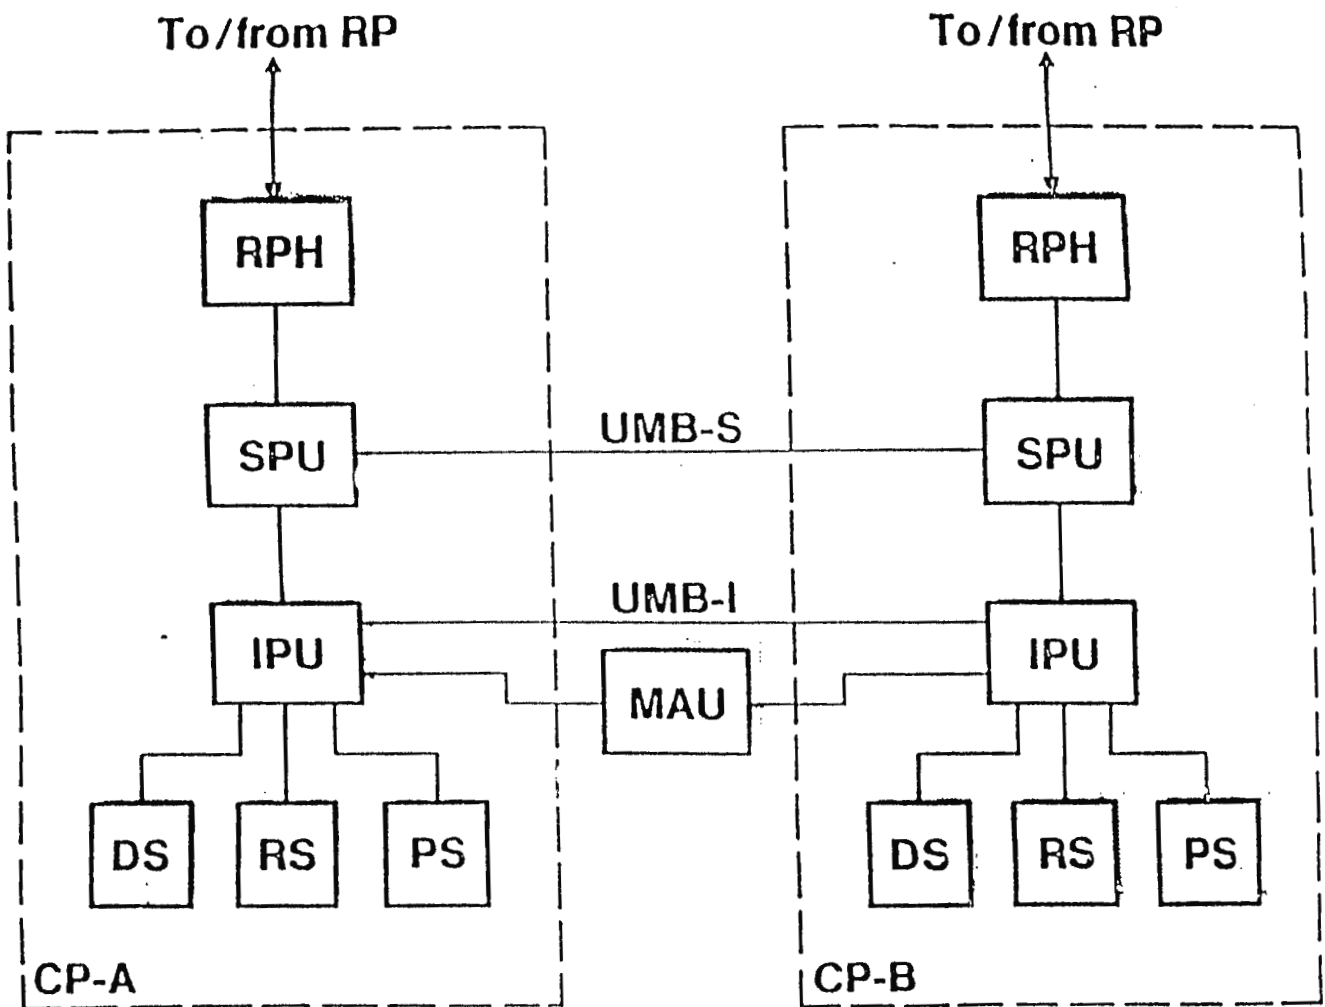 To/from RP
To/from RP
RPH
RPH
UMB-S
SPU
SPU
UMB-I
IPU
IPU
MAU
DS
RS
PS
DS
RS
PS
CP-A
CP-B